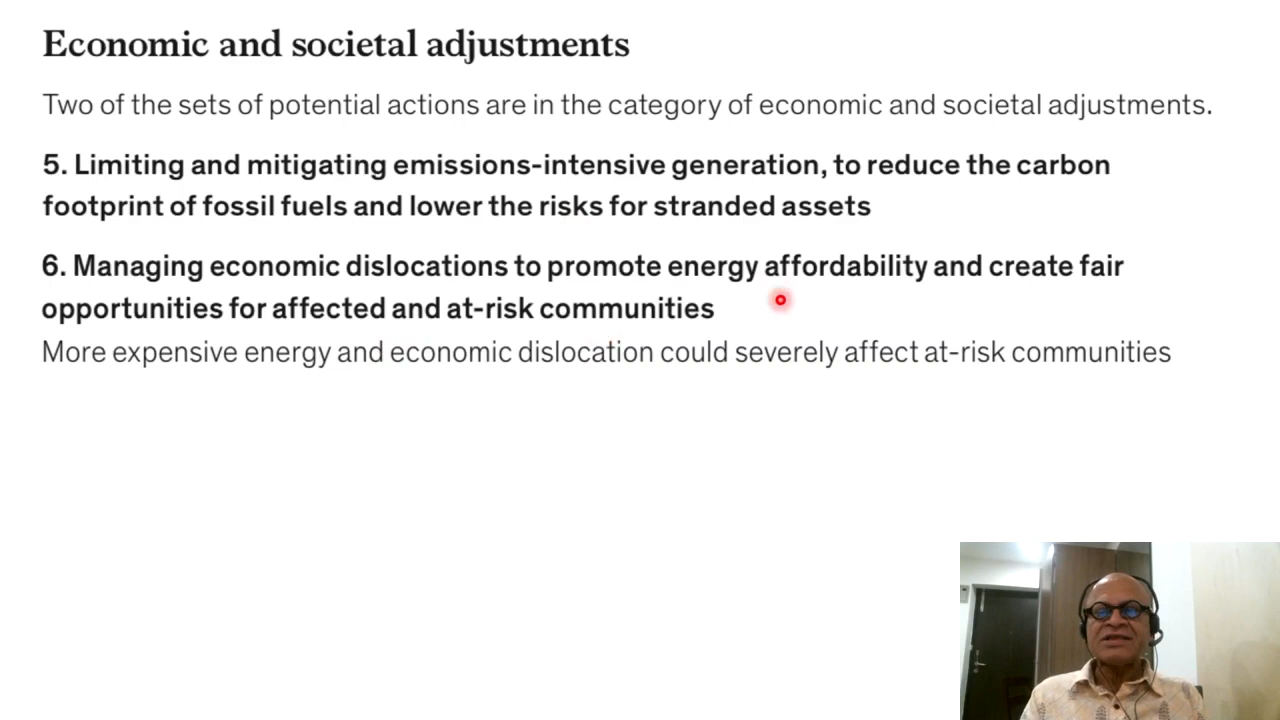 Economic and societal adjustments
Two of the sets of potential actions are in the category of economic and societal adjustments.
5. Limiting and mitigating emissions-intensive generation, to reduce the carbon
footprint of fossil fuels and lower the risks for stranded assets
6. Managing economic dislocations to promote energy affordability and create fair
opportunities for affected and at-risk communities
More expensive energy and economic dislocation could severely affect at-risk communities